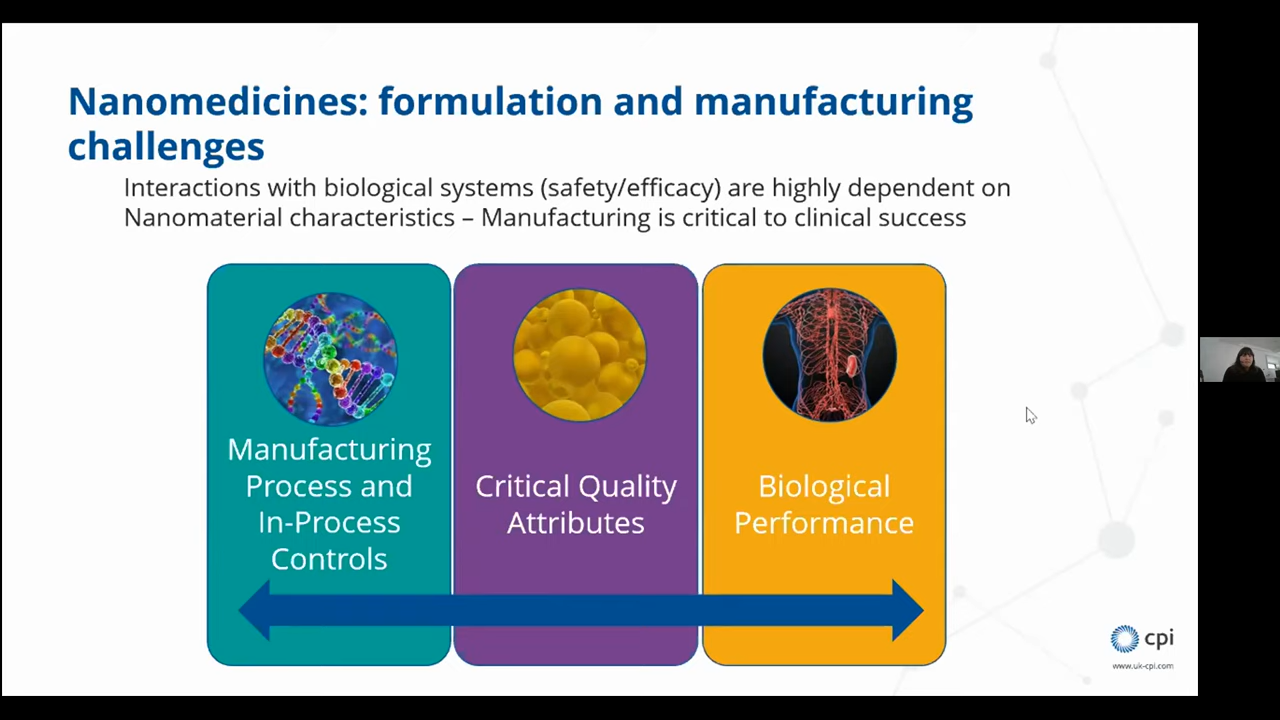 Nanomedicines: formulation and manufacturing
challenges
Interactions with biological systems (safety/efficacy) are highly dependent on
Nanomaterial characteristics – Manufacturing is critical to clinical success
Manufacturing
Process and
In-Process
Controls
Critical Quality
Attributes
Biological
Performance
cpi
www.uk-cpi.com